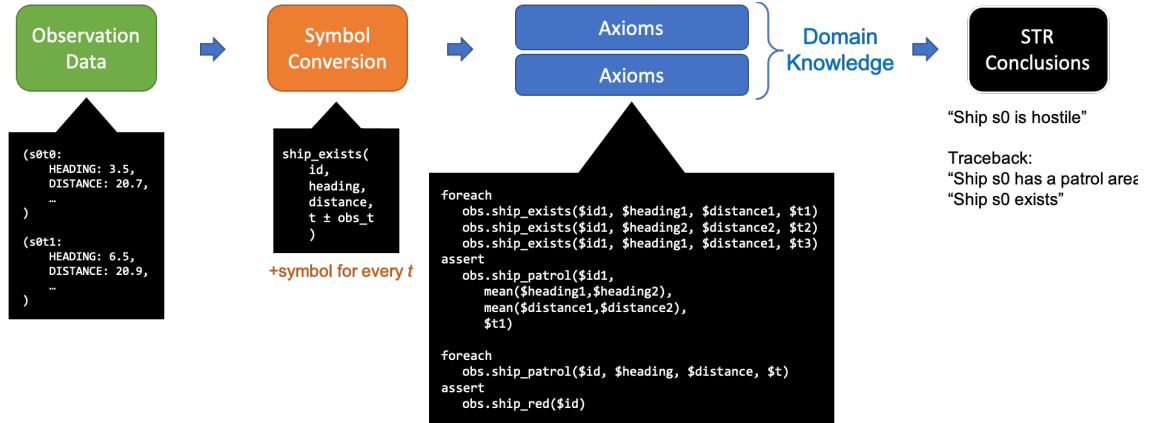 Observation
Data
(s0t0:
HEADING: 3.5,
DISTANCE: 20.7,
…
)
(s0t1:
HEADING: 6.5,
DISTANCE: 20.9,
…
)
Symbol
Conversion
ship_exists(
id,
heading,
distance,
t ± obs_t
)
+symbol for every t
Axioms
Axioms
foreach
obs.ship_exists($id1, $heading1, $distance1, $t1)
obs.ship_exists($id1, $heading2, $distance2, $t2)
obs.ship_exists($id1, $heading1, $distance1, $t3)
assert
obs.ship_patrol($id1,
mean($heading1,$heading2),
mean($distance1,$distance2),
$t1)
foreach
obs.ship_patrol($id, $heading, $distance, $t)
assert
obs.ship_red($id)
Domain
Knowledge
STR
Conclusions
“Ship s0 is hostile”
Traceback:
“Ship s0 has a patrol area
“Ship s0 exists”